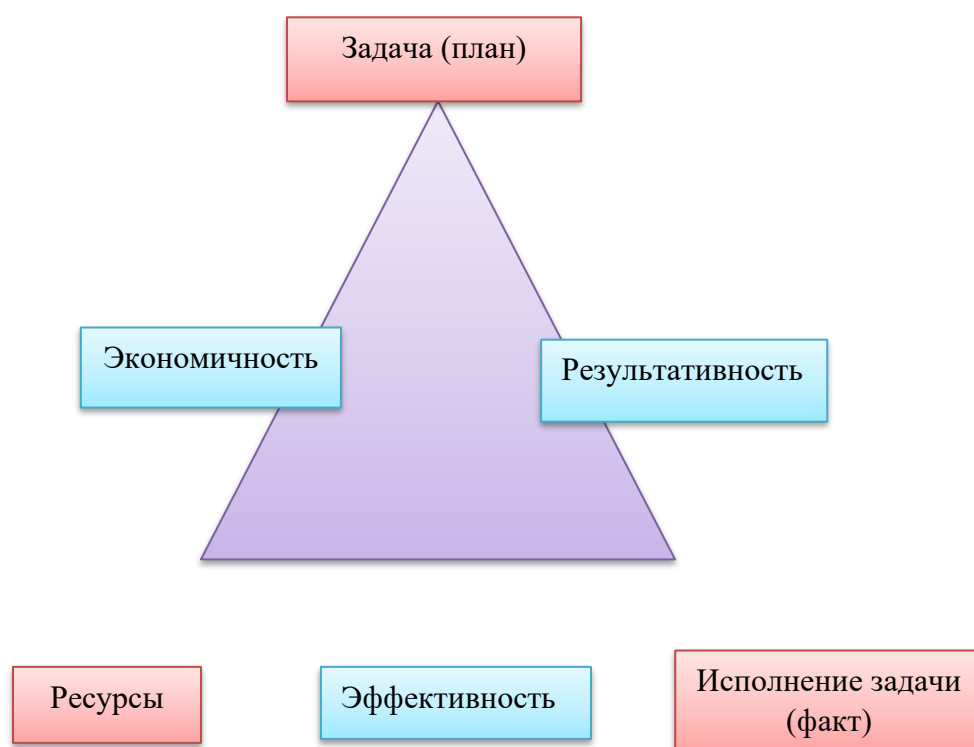 Задача (план)
Экономичность
Результативность
Ресурсы
Эффективность
Исполнение задачи
(факт)